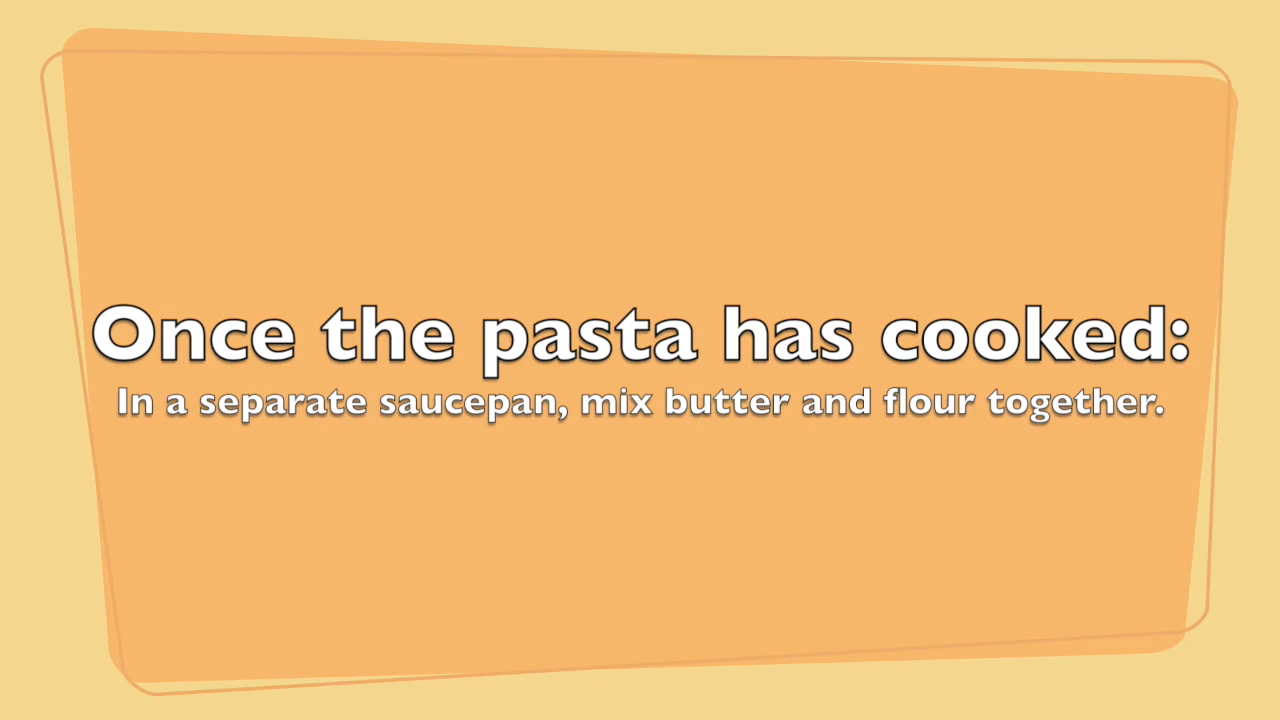 Once the pasta has cooked:
In a separate saucepan, mix butter and flour together.